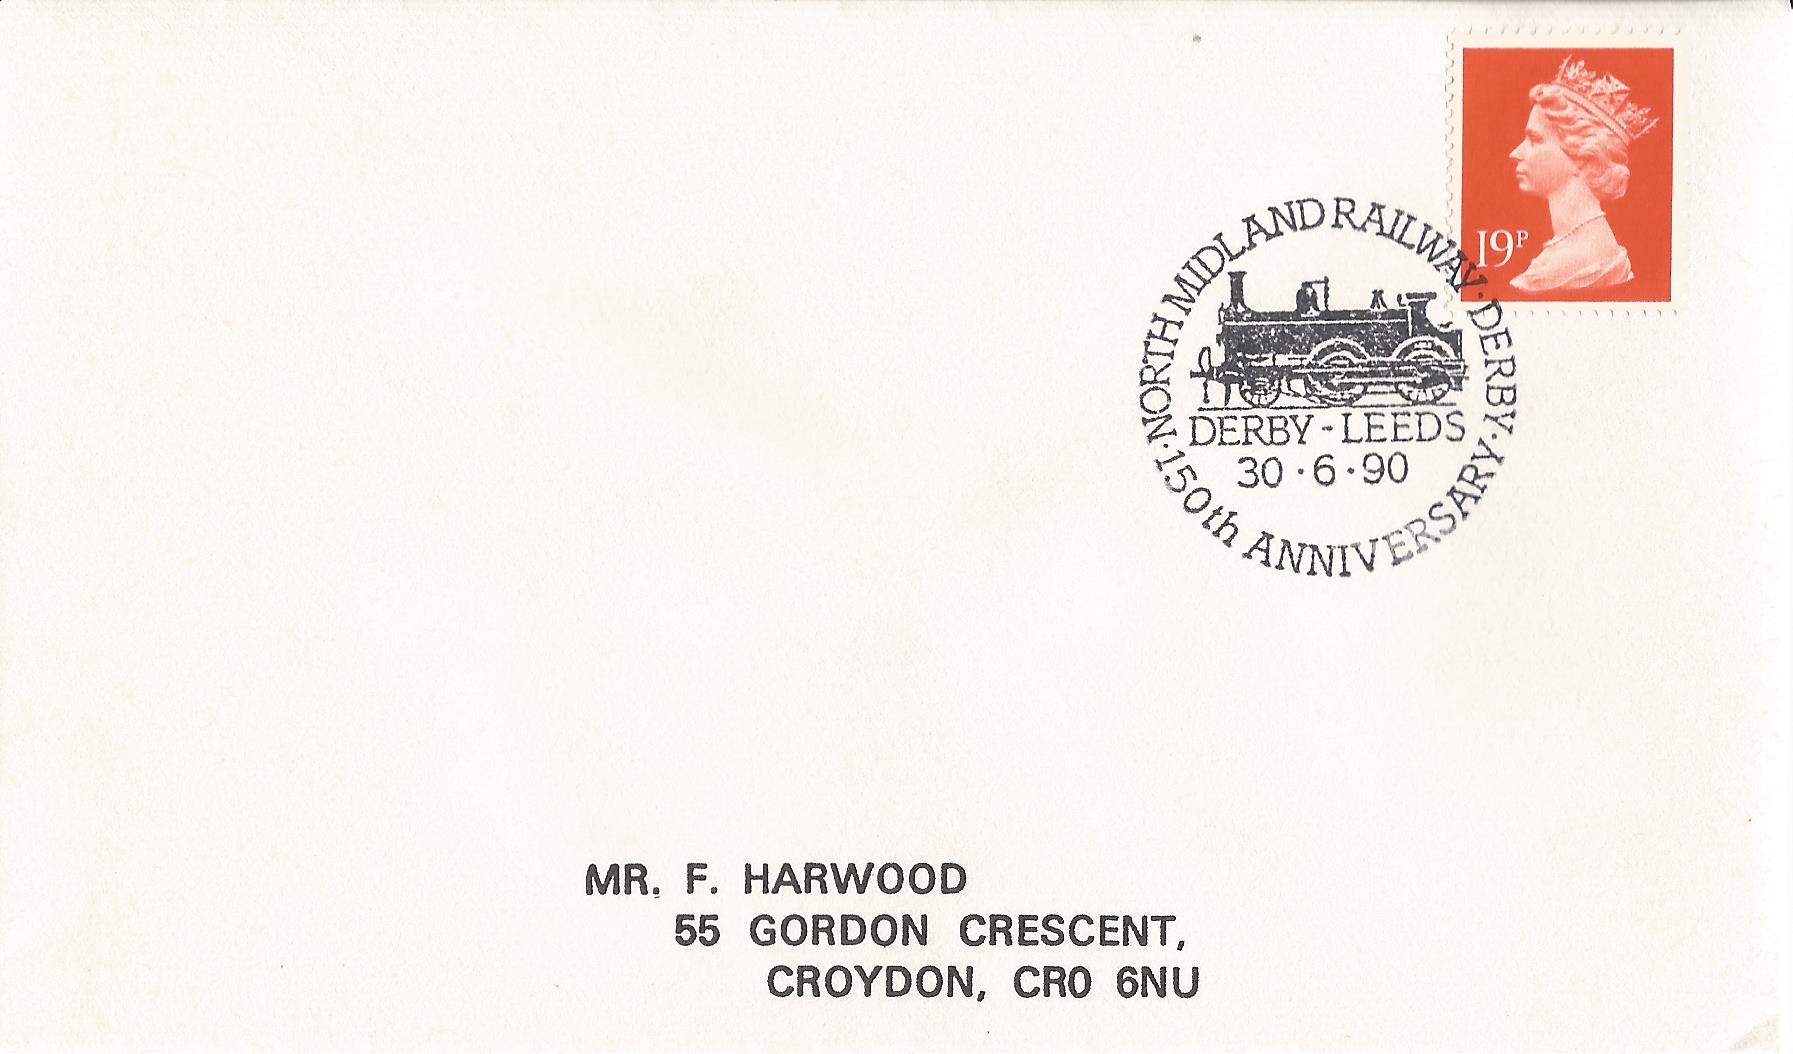 19P
·NORTH MIDLAND RAILWAY·DERBY·
DERBY-LEEDS
30·6·90
150th ANNIVERSARY·
MR. F. HARWOOD
55 GORDON CRESCENT,
CROYDON, CR0 6NU